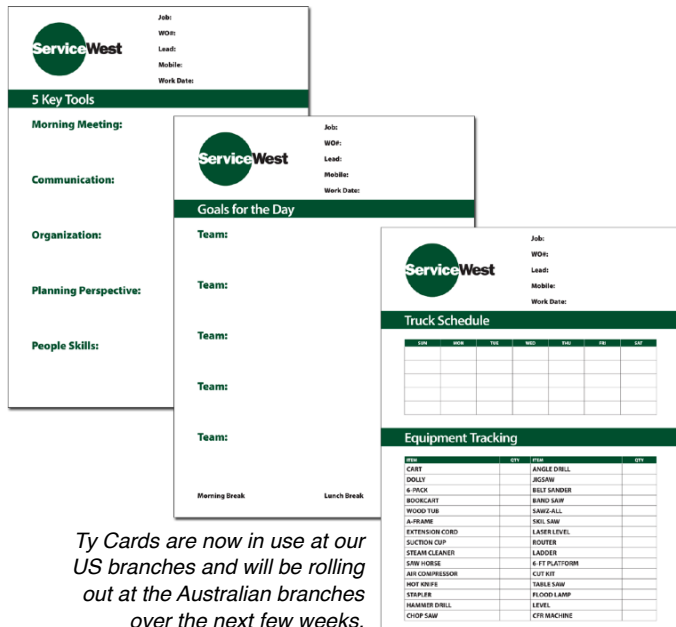 Job:
WO#:
ServiceWest
Lead:
Mobile:
Work Date:
5 Key Tools
Morning Meeting:
Communication:
Organization:
Planning Perspective:
People Skills:
Job:
WO#:
ServiceWest
Lead:
Mobile:
Work Date:
Goals for the Day
Team:
Team:
Team:
Team:
Team:
Morning Break Lunch Break
Job:
WO#:
ServiceWest
Lead:
Mobile:
Work Date:
Truck Schedule
SUN MON TUE WED THU FRI SAT
Equipment Tracking
ITEM QTY ITEM QTY
CART ANGLE DRILL
DOLLY JIGSAW
6-PACK BELT SANDER
BOOKCART BAND SAW
WOOD TUB SAWZ-ALL
A-FRAME SKIL SAW
EXTENSION CORD LASER LEVEL
SUCTION CUP ROUTER
STEAM CLEANER LADDER
SAW HORSE 6-FT PLATFORM
AIR COMPRESSOR CUT KIT
HOT KNIFE TABLE SAW
STAPLER FLOOD LAMP
HAMMER DRILL LEVEL
CHOP SAW CFR MACHINE
Ty Cards are now in use at our
US branches and will be rolling
out at the Australian branches
over the next few weeks.